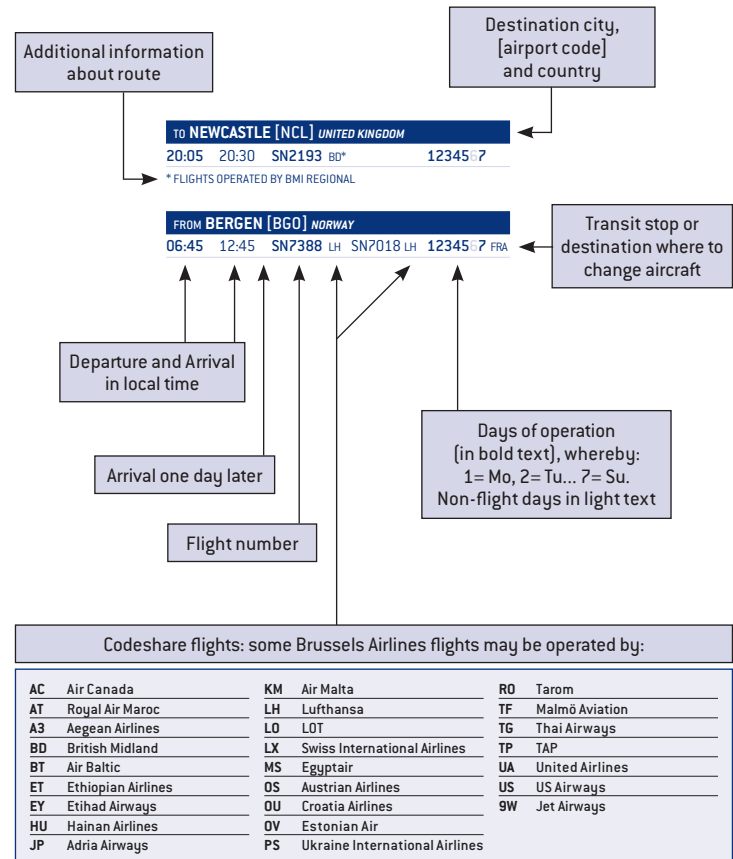 Additional information
about route
Destination city,
[airport code]
and country
TO NEWCASTLE [NCL] UNITED KINGDOM
20:05 20:30 SN2193 BD* 1234567
* FLIGHTS OPERATED BY BMI REGIONAL
FROM BERGEN [BGO] NORWAY
06:45 12:45 SN7388 LH SN7018 LH 1234567 FRA
Transit stop or
destination where to
change aircraft
Departure and Arrival
in local time
Days of operation
(in bold text), whereby:
1= Mo, 2= Tu... 7= Su.
Non-flight days in light text
Arrival one day later
Flight number
Codeshare flights: some Brussels Airlines flights may be operated by:
AC Air Canada
AT Royal Air Maroc
A3 Aegean Airlines
BD British Midland
BT Air Baltic
ET Ethiopian Airlines
EY Etihad Airways
HU Hainan Airlines
JP Adria Airways
KM Air Malta
LH Lufthansa
LO LOT
LX Swiss International Airlines
MS Egyptair
OS Austrian Airlines
OU Croatia Airlines
OV Estonian Air
PS Ukraine International Airlines
RO Tarom
TF Malmö Aviation
TG Thai Airways
TP TAP
UA United Airlines
US US Airways
9W Jet Airways